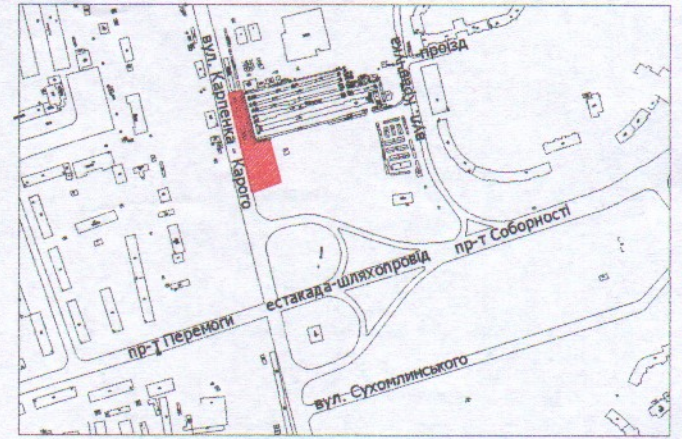 вул. Карпенка - Карого
проїзд
пр-т Соборності
естакада-шляхопровід
пр-т Перемоги
вул. Сухомлинського